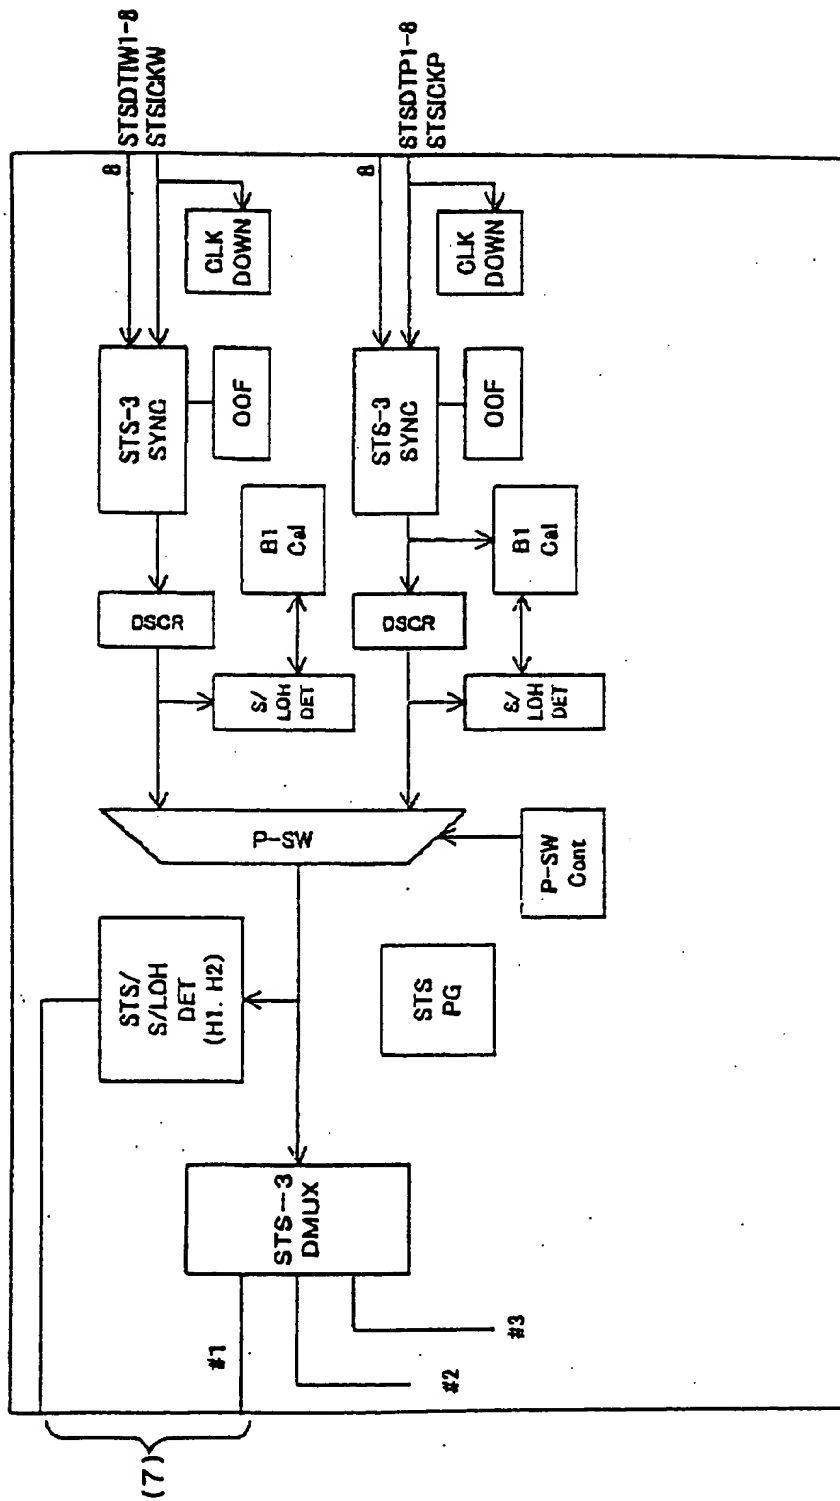 STSDTIW1-8
STSICKW
8
CLK
DOWN
STS-3
SYNC
OOF
B1
Cal
DSCR
S/
LOH
DET
STSDTP1-8
STSICKP
8
CLK
DOWN
STS-3
SYNC
OOF
B1
Cal
DSCR
S/
LOH
DET
P-SW
P-SW
Cont
STS/
S/LOH
DET
(H1. H2)
STS
PG
STS-3
DMUX
#1
#2
#3
(7)